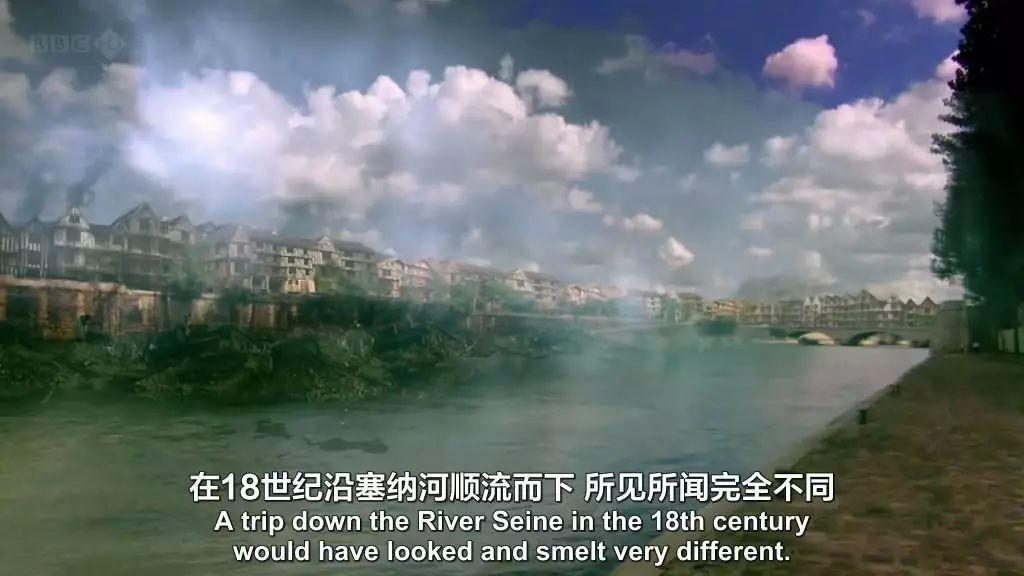 BBC HD
在18世纪沿塞纳河顺流而下 所见所闻完全不同
A trip down the River Seine in the 18th century
would have looked and smelt very different.